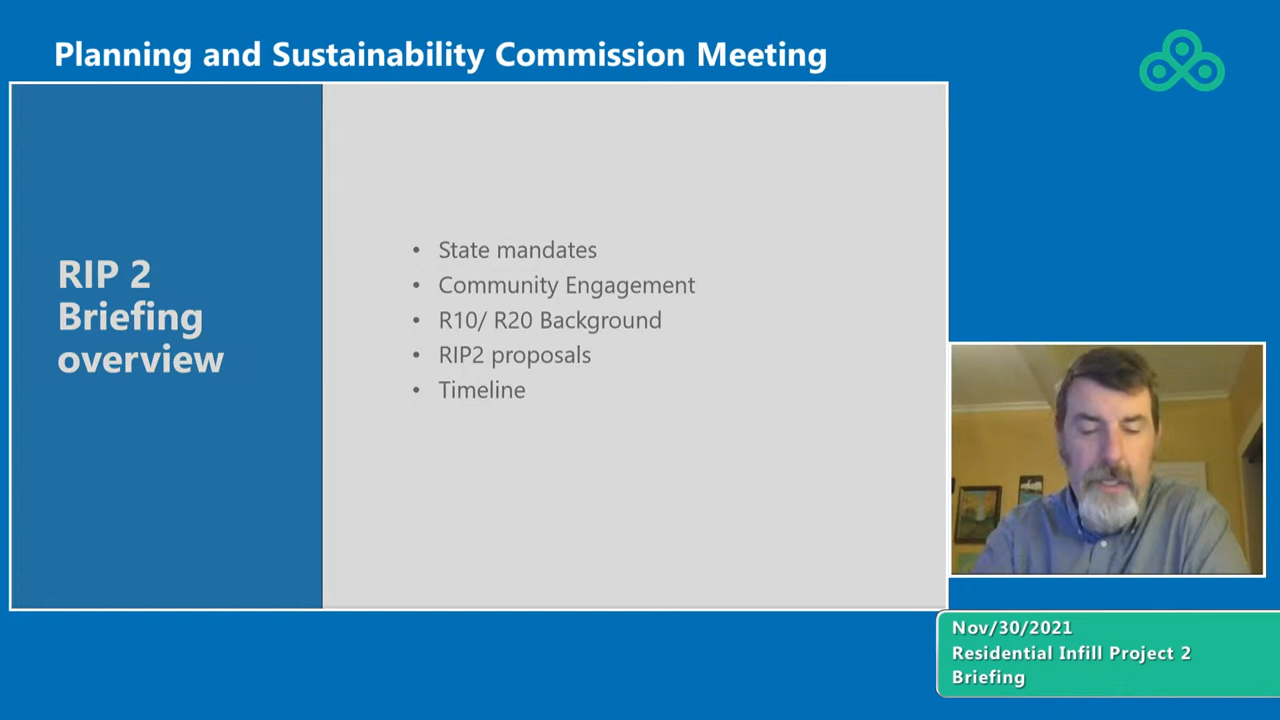 Planning and Sustainability Commission Meeting
RIP 2
Briefing
overview
• State mandates
• Community Engagement
• R10/ R20 Background
• RIP2 proposals
• Timeline
Nov/30/2021
Residential Infill Project 2
Briefing